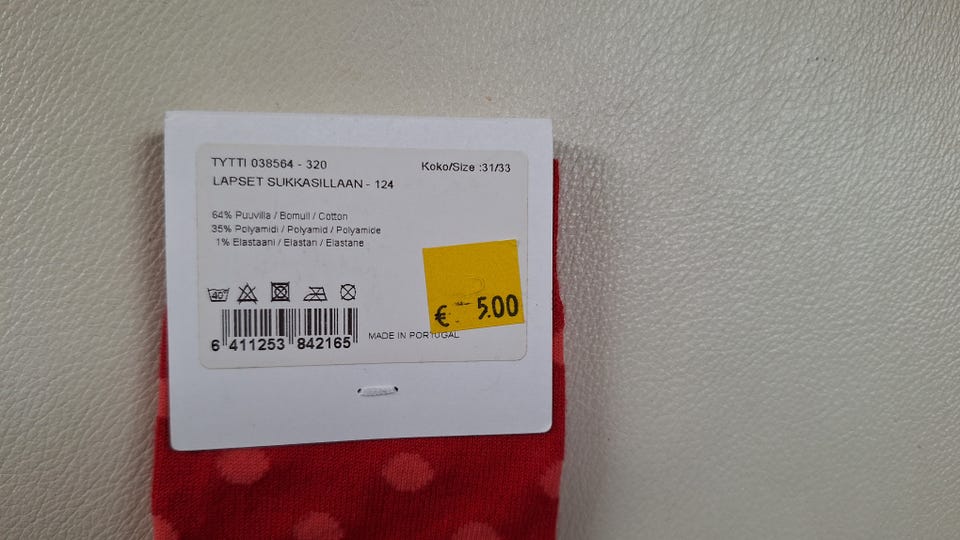 TYTTI 038564 - 320
Koko/Size :31/33
LAPSET SUKKASILLAAN - 124
64% Puuvilla / Bomull / Cotton
35% Polyamidi / Polyamid / Polyamide
1% Elastaani / Elastan / Elastane
€ 5.00
40°
MADE IN PORTUGAL
6 411253 842165